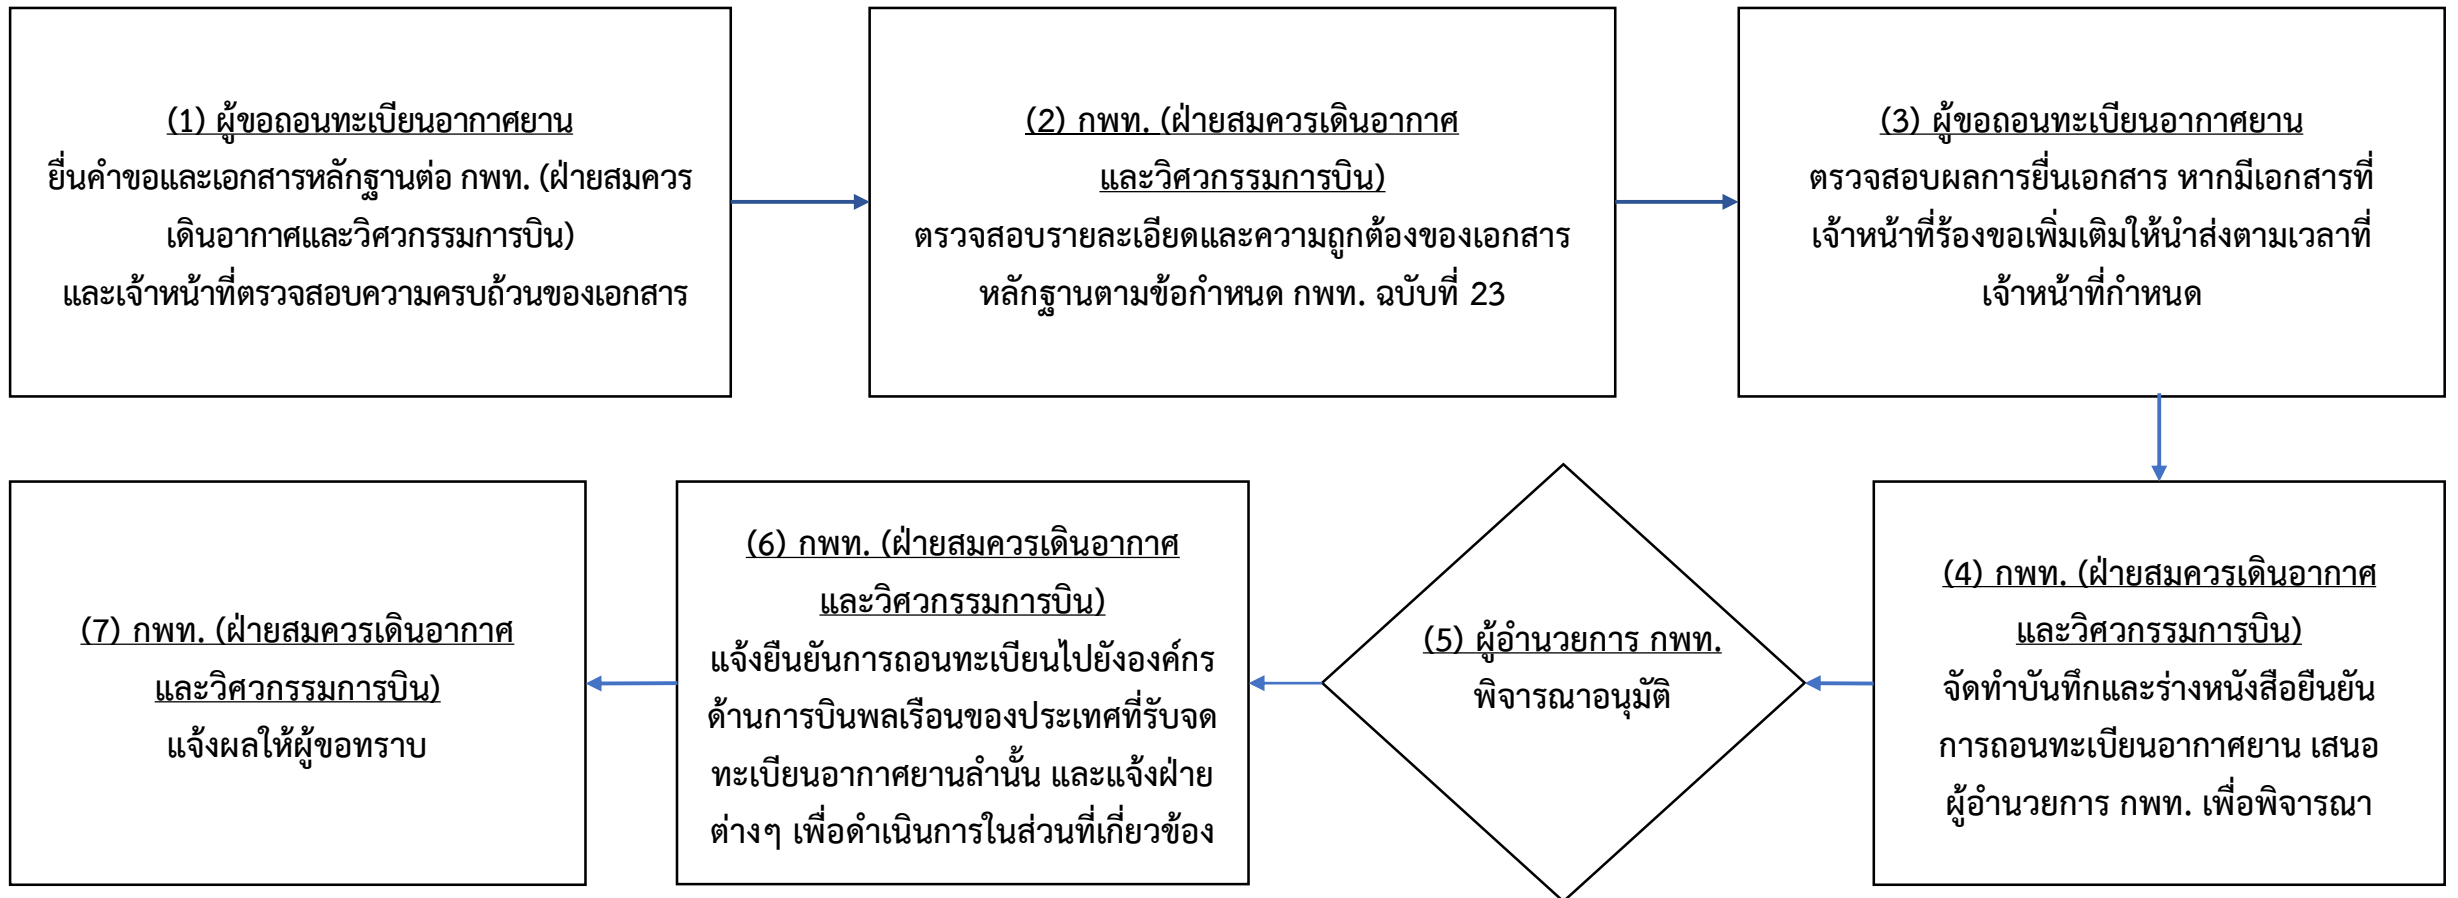 (1) ผู้ขอถอนทะเบียนอากาศยาน
ยื่นคำขอและเอกสารหลักฐานต่อ กพท. (ฝ่ายสมควร
เดินอากาศและวิศวกรรมการบิน)
และเจ้าหน้าที่ตรวจสอบความครบถ้วนของเอกสาร
(2) กพท. (ฝ่ายสมควรเดินอากาศ
และวิศวกรรมการบิน)
ตรวจสอบรายละเอียดและความถูกต้องของเอกสาร
หลักฐานตามข้อกำหนด กพท. ฉบับที่ 23
(3) ผู้ขอถอนทะเบียนอากาศยาน
ตรวจสอบผลการยื่นเอกสาร หากมีเอกสารที่
เจ้าหน้าที่ร้องขอเพิ่มเติมให้นำส่งตามเวลาที่
เจ้าหน้าที่กำหนด
(4) กพท. (ฝ่ายสมควรเดินอากาศ
และวิศวกรรมการบิน)
จัดทำบันทึกและร่างหนังสือยืนยัน
การถอนทะเบียนอากาศยาน เสนอ
ผู้อำนวยการ กพท. เพื่อพิจารณา
(5) ผู้อำนวยการ กพท.
พิจารณาอนุมัติ
(6) กพท. (ฝ่ายสมควรเดินอากาศ
และวิศวกรรมการบิน)
แจ้งยืนยันการถอนทะเบียนไปยังองค์กร
ด้านการบินพลเรือนของประเทศที่รับจด
ทะเบียนอากาศยานลำนั้น และแจ้งฝ่าย
ต่างๆ เพื่อดำเนินการในส่วนที่เกี่ยวข้อง
(7) กพท. (ฝ่ายสมควรเดินอากาศ
และวิศวกรรมการบิน)
แจ้งผลให้ผู้ขอทราบ